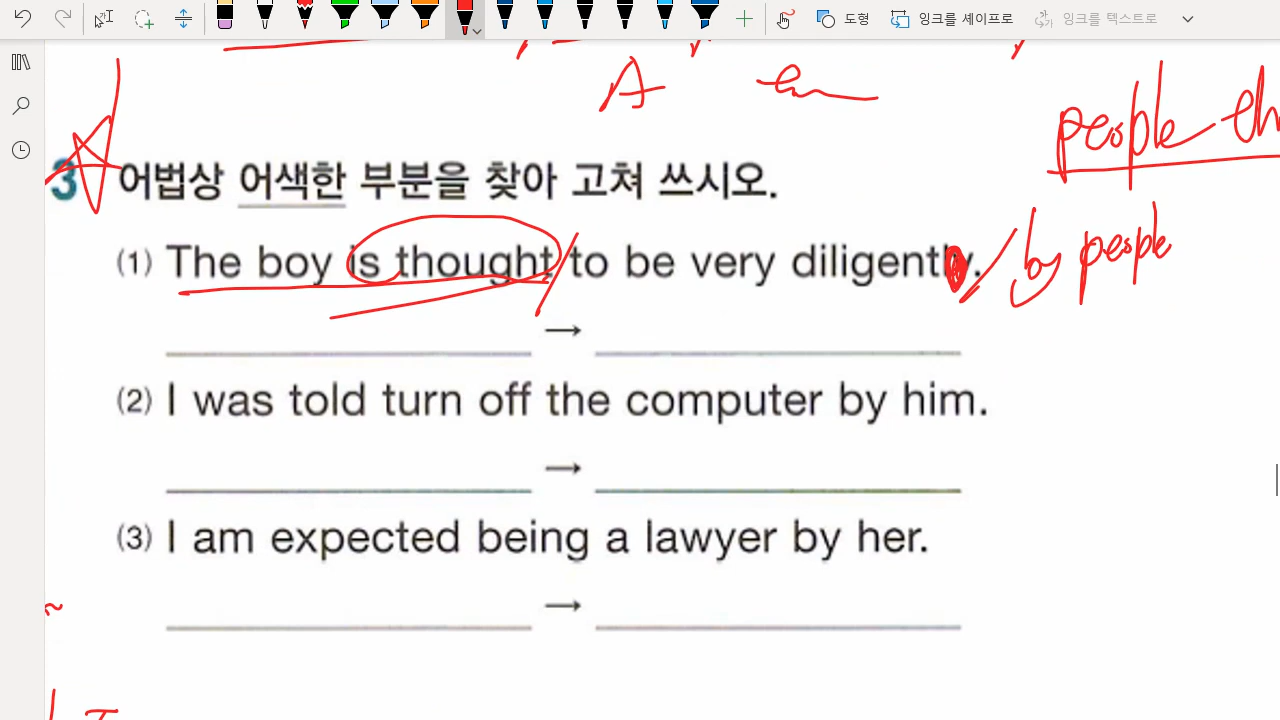 도형 잉크를 셰이프로 잉크를 텍스트로
A
people th
3 어법상 어색한 부분을 찾아 고쳐 쓰시오.
(1) The boy is thought to be very diligently. by people
→
(2) I was told turn off the computer by him.
→
(3) I am expected being a lawyer by her.
→
~